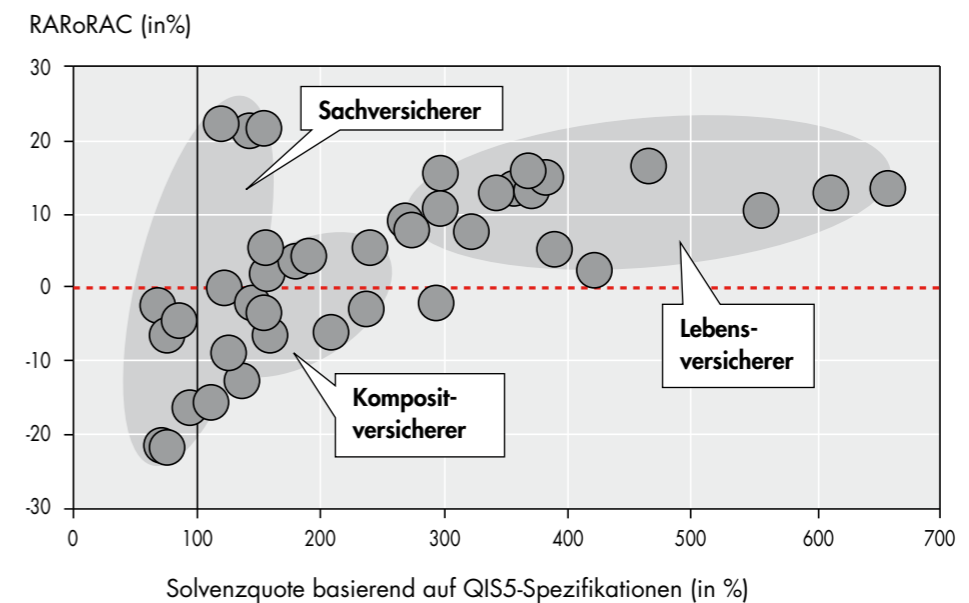 RARoRAC (in%)
30
20
10
0
-10
-20
-30
Sachversicherer
Lebens-
versicherer
Komposit-
versicherer
0 100 200 300 400 500 600 700
Solvenzquote basierend auf QIS5-Spezifikationen (in %)